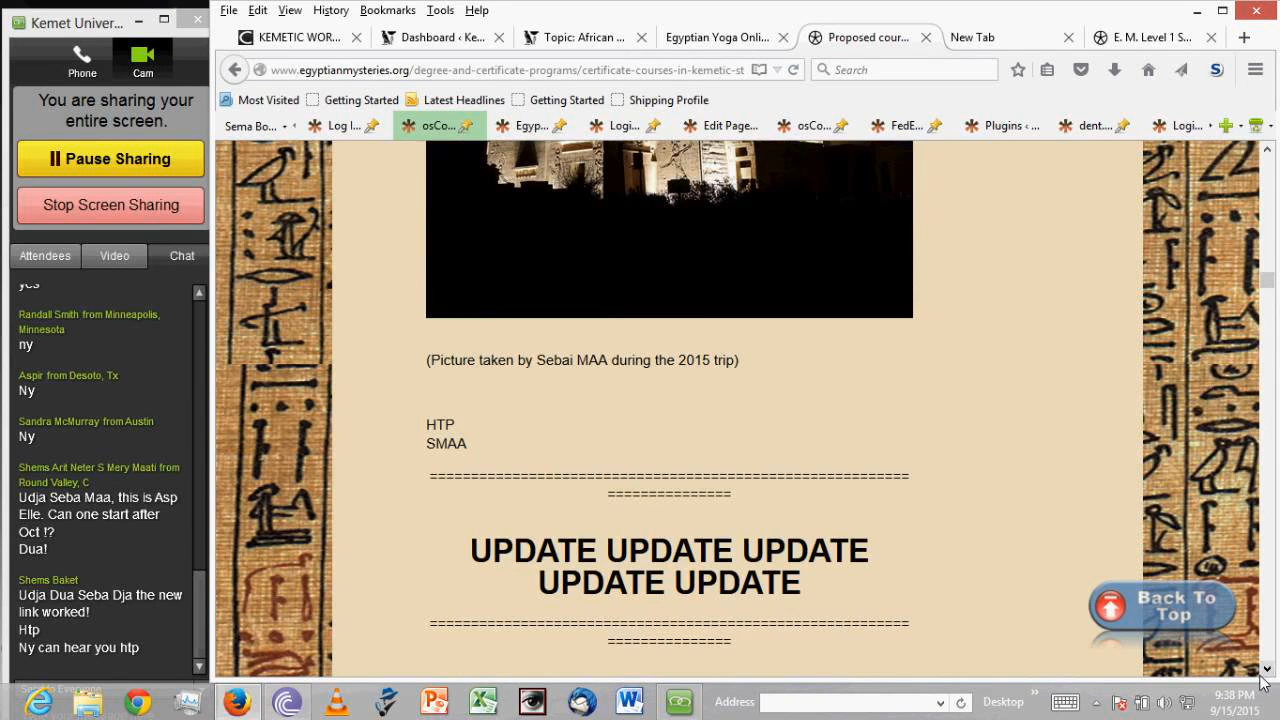 Kemet Univer...
Phone
Cam
You are sharing your
entire screen.
Pause Sharing
Stop Screen Sharing
Attendees
Video
Chat
yes
Randall Smith from Minneapolis,
Minnesota
ny
Aspir from Desoto, Tx
Ny
Sandra McMurray from Austin
Ny
Shems Arit Neter S Mery Maati from
Round Valley, C
Udja Seba Maa, this is Asp
Elle. Can one start after
Oct !?
Dua!
Shems Baket
Udja Dua Seba Dja the new
link worked!
Htp
Ny can hear you htp
File Edit View History Bookmarks Tools Help
KEMETIC WOR...
Dashboard ‹ Ke...
Topic: African ...
Egyptian Yoga Onli...
Proposed cour...
New Tab
E. M. Level 1 S...
www.egyptianmysteries.org/degree-and-certificate-programs/certificate-courses-in-kemetic-st
Search
Most Visited
Getting Started
Latest Headlines
Getting Started
Shipping Profile
Sema Bo...
Log I...
osCo...
Egyp...
Logi...
Edit Page...
osCo...
FedE...
Plugins ‹ ...
dent...
Logi...
(Picture taken by Sebai MAA during the 2015 trip)
HTP
SMAA
==========================================================
===============
UPDATE UPDATE UPDATE
UPDATE UPDATE
==========================================================
===============
Back To
Top
Address
Desktop
9:38 PM
9/15/2015